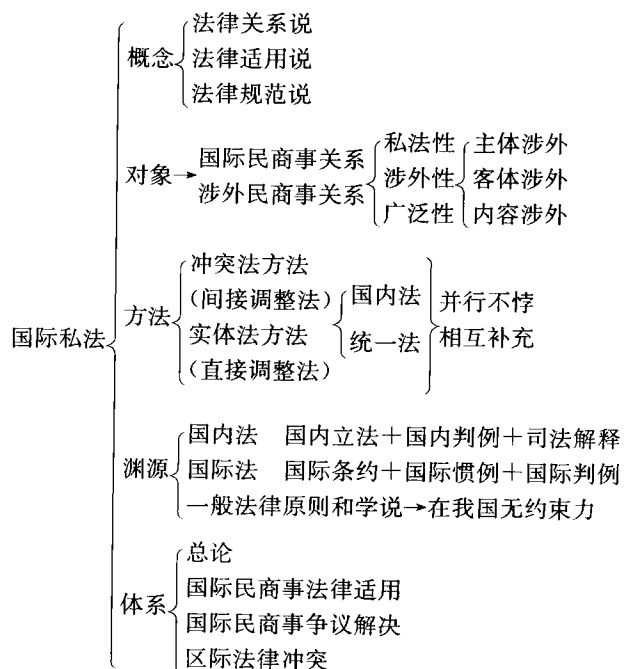 国际私法
概念
法律关系说
法律适用说
法律规范说
对象→
国际民商事关系
涉外民商事关系
私法性
涉外性
广泛性
主体涉外
客体涉外
内容涉外
方法
冲突法方法
(间接调整法)
实体法方法
(直接调整法)
国内法
统一法
并行不悖
相互补充
渊源
国内法 国内立法+国内判例+司法解释
国际法 国际条约+国际惯例+国际判例
一般法律原则和学说→在我国无约束力
体系
总论
国际民商事法律适用
国际民商事争议解决
区际法律冲突